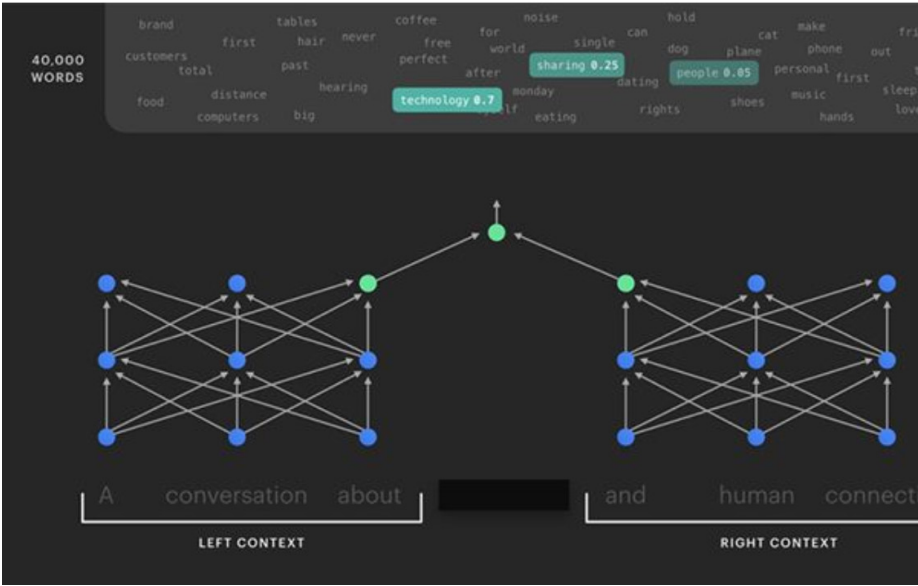 brand tables coffee noise hold
first hair never free for world single can dog cat make
40,000 WORDS
customers total past perfect after sharing 0.25 people 0.05 plane phone out
personal first
food distance hearing technology 0.7 monday dating shoes music
computers big eating rights hands
A conversation about and human connect
LEFT CONTEXT RIGHT CONTEXT